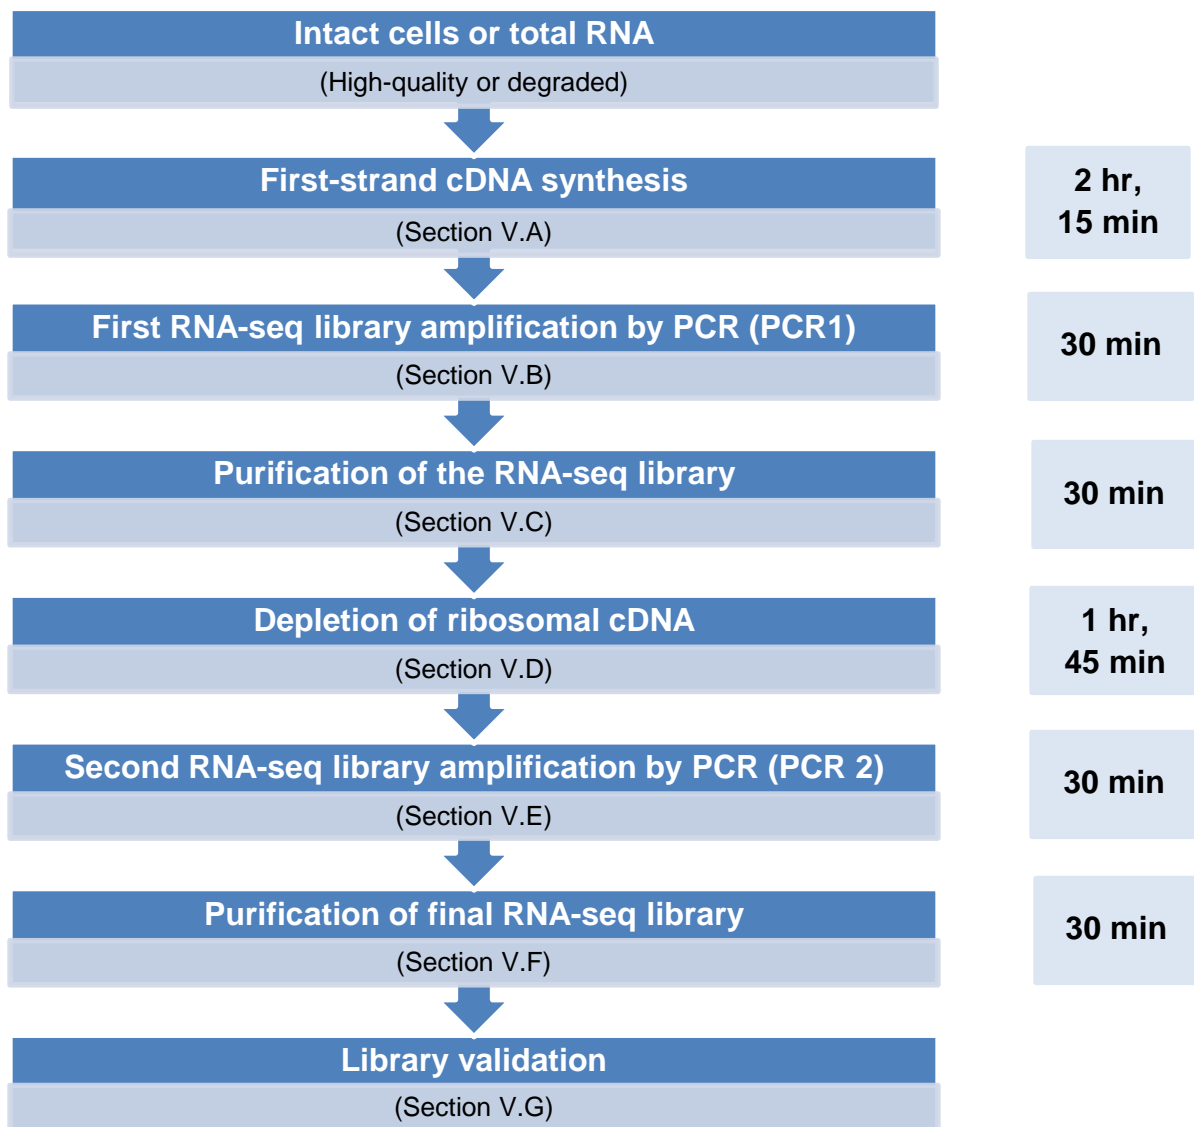 Intact cells or total RNA
(High-quality or degraded)
First-strand cDNA synthesis
(Section V.A)
2 hr,
15 min
First RNA-seq library amplification by PCR (PCR1)
(Section V.B)
30 min
Purification of the RNA-seq library
(Section V.C)
30 min
Depletion of ribosomal cDNA
(Section V.D)
1 hr,
45 min
Second RNA-seq library amplification by PCR (PCR 2)
(Section V.E)
30 min
Purification of final RNA-seq library
(Section V.F)
30 min
Library validation
(Section V.G)